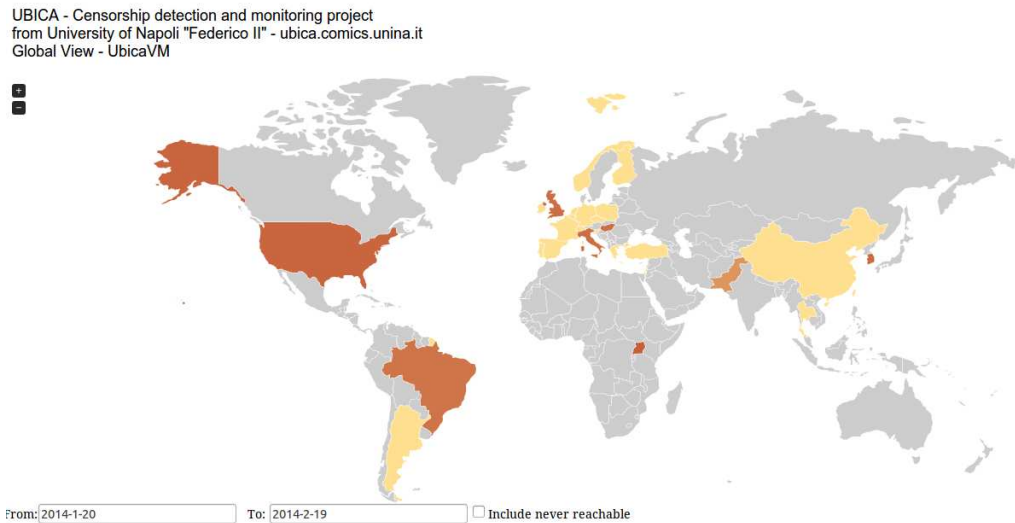 UBICA - Censorship detection and monitoring project
from University of Napoli "Federico II" - ubica.comics.unina.it
Global View - UbicaVM
+
−
From: 2014-1-20 To: 2014-2-19 Include never reachable